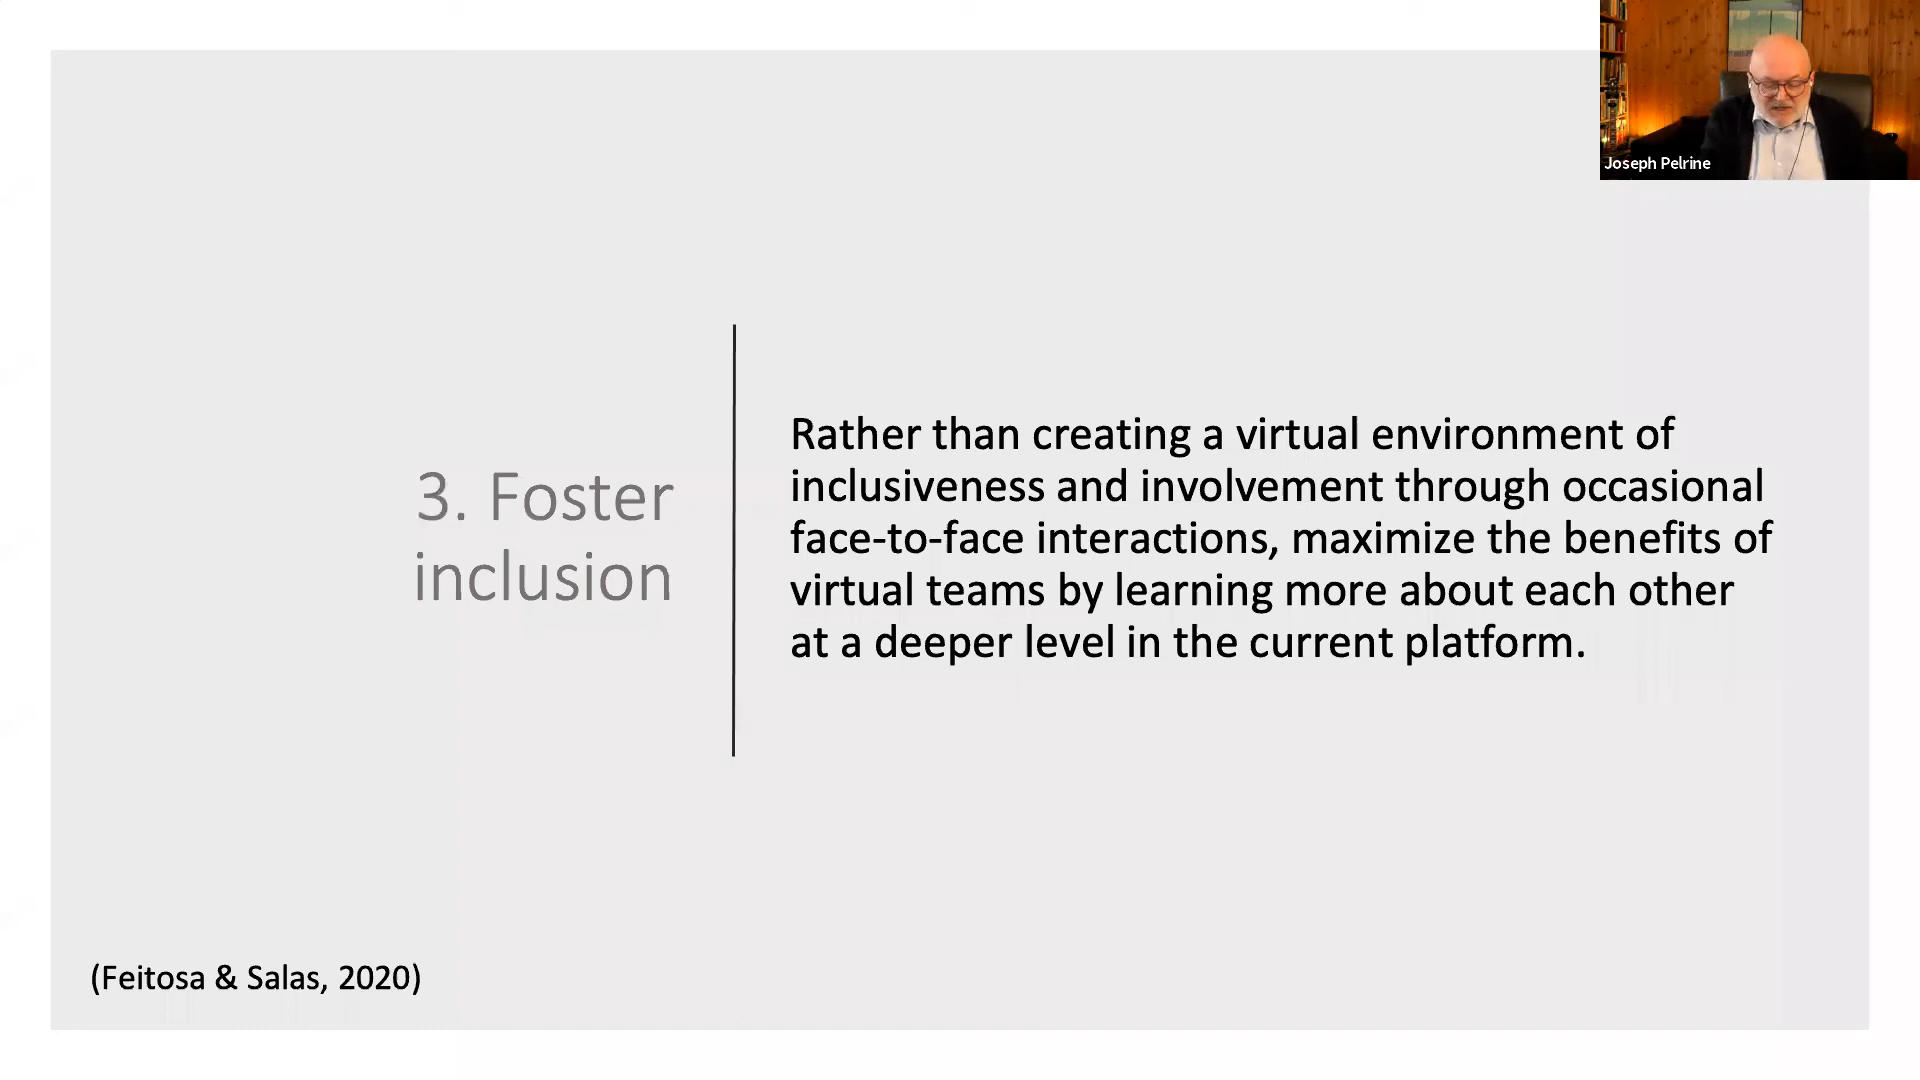 Joseph Pelrine
3. Foster
inclusion
Rather than creating a virtual environment of
inclusiveness and involvement through occasional
face-to-face interactions, maximize the benefits of
virtual teams by learning more about each other
at a deeper level in the current platform.
(Feitosa & Salas, 2020)